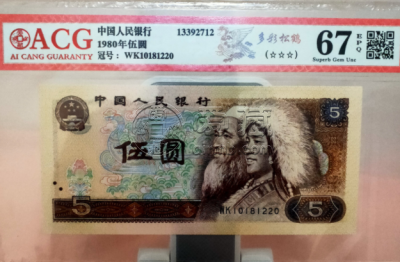 ACG
AI CANG GUARANTY
中国人民银行 13392712
1980年伍圆
冠号： WK10181220
多彩松鹤
(☆☆☆)
67 EPQ
Superb Gem Unc
中国人民银行
5
伍圆
5
WK10181220
5